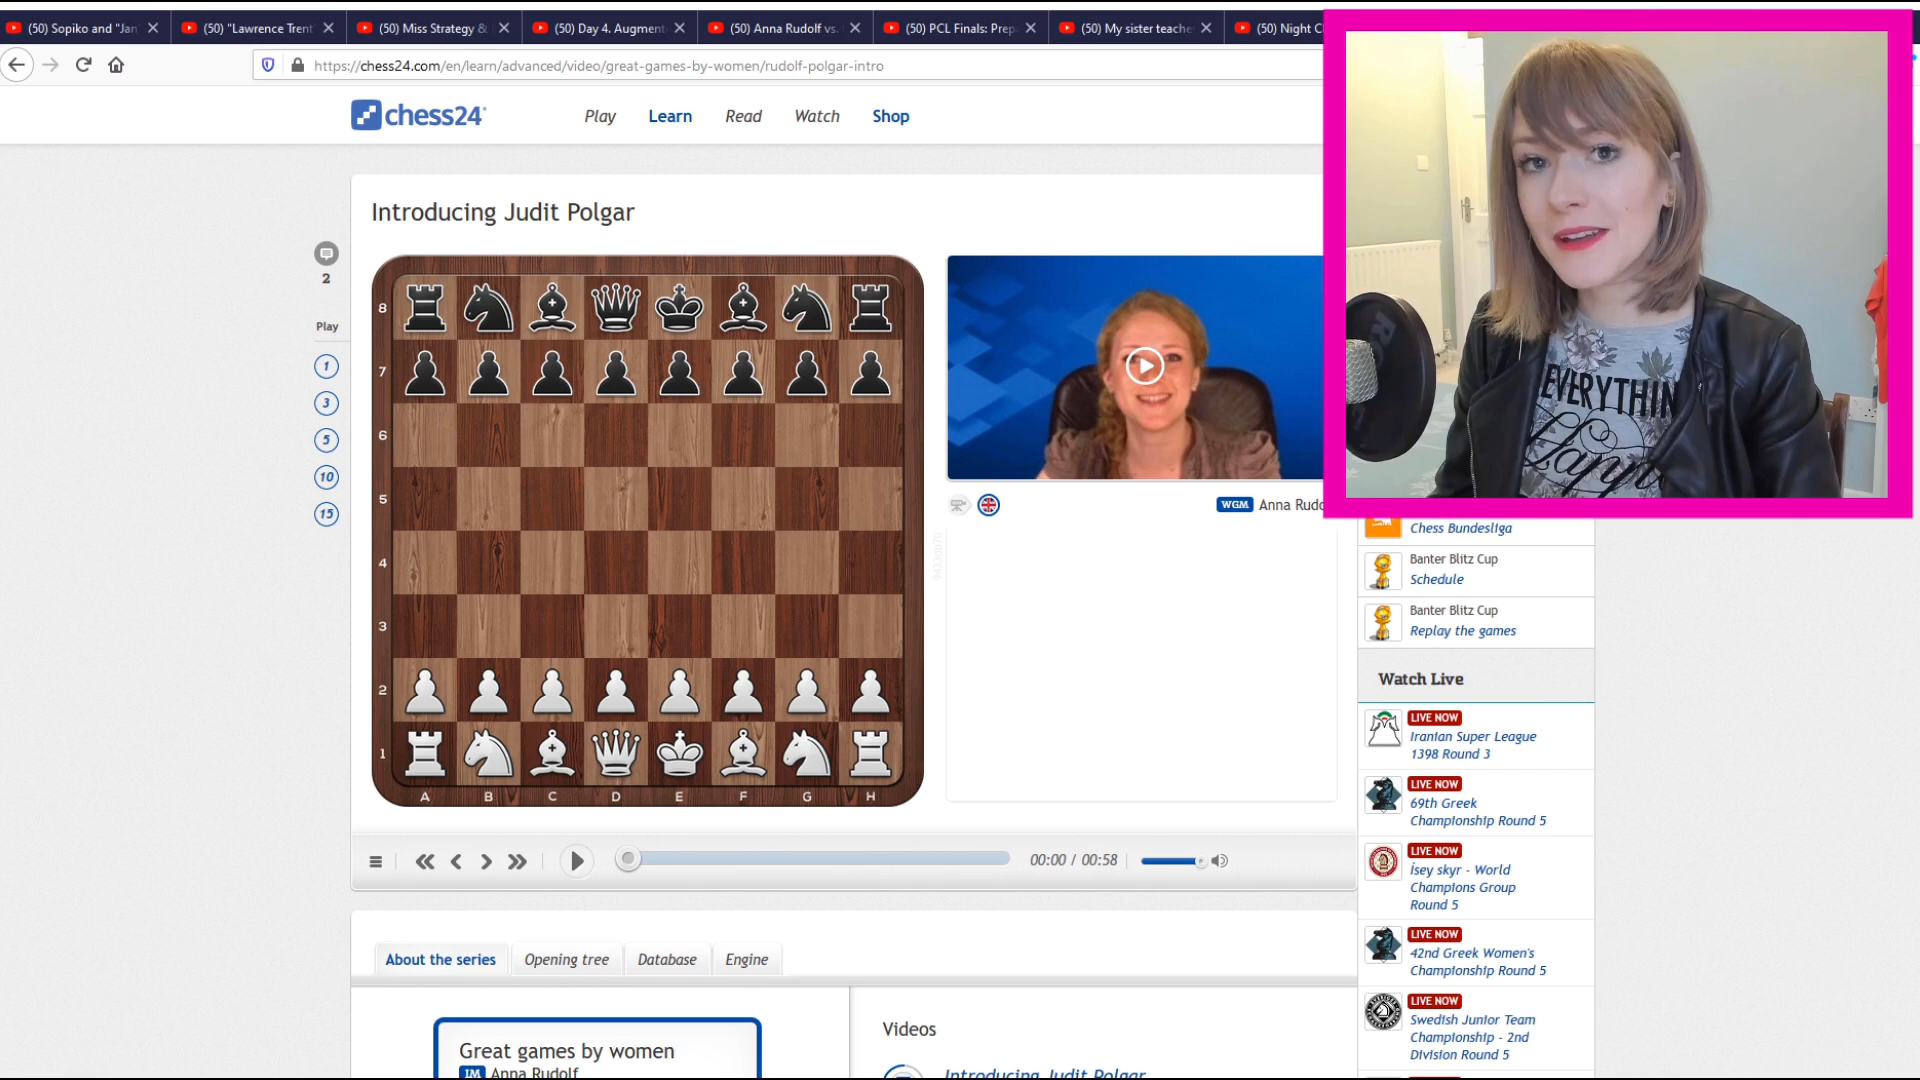 (50) Sopiko and "Jan
(50) "Lawrence Trent
(50) Miss Strategy &
(50) Day 4. Augment
(50) Anna Rudolf vs.
(50) PCL Finals: Prep
(50) My sister teache
(50) Night C
https://chess24.com/en/learn/advanced/video/great-games-by-women/rudolf-polgar-intro
chess24
Play
Learn
Read
Watch
Shop
Introducing Judit Polgar
2
Play
1
3
5
10
15
8
7
6
5
4
3
2
1
A B C D E F G H
WGM Anna Rudo
EVERYTHIN
00:00 / 00:58
Chess Bundesliga
Banter Blitz Cup
Schedule
Banter Blitz Cup
Replay the games
Watch Live
LIVE NOW
Iranian Super League
1398 Round 3
LIVE NOW
69th Greek
Championship Round 5
LIVE NOW
Ísey skyr - World
Champions Group
Round 5
LIVE NOW
42nd Greek Women's
Championship Round 5
LIVE NOW
Swedish Junior Team
Championship - 2nd
Division Round 5
About the series
Opening tree
Database
Engine
Great games by women
IM Anna Rudolf
Videos
Introducing Judit Polgar